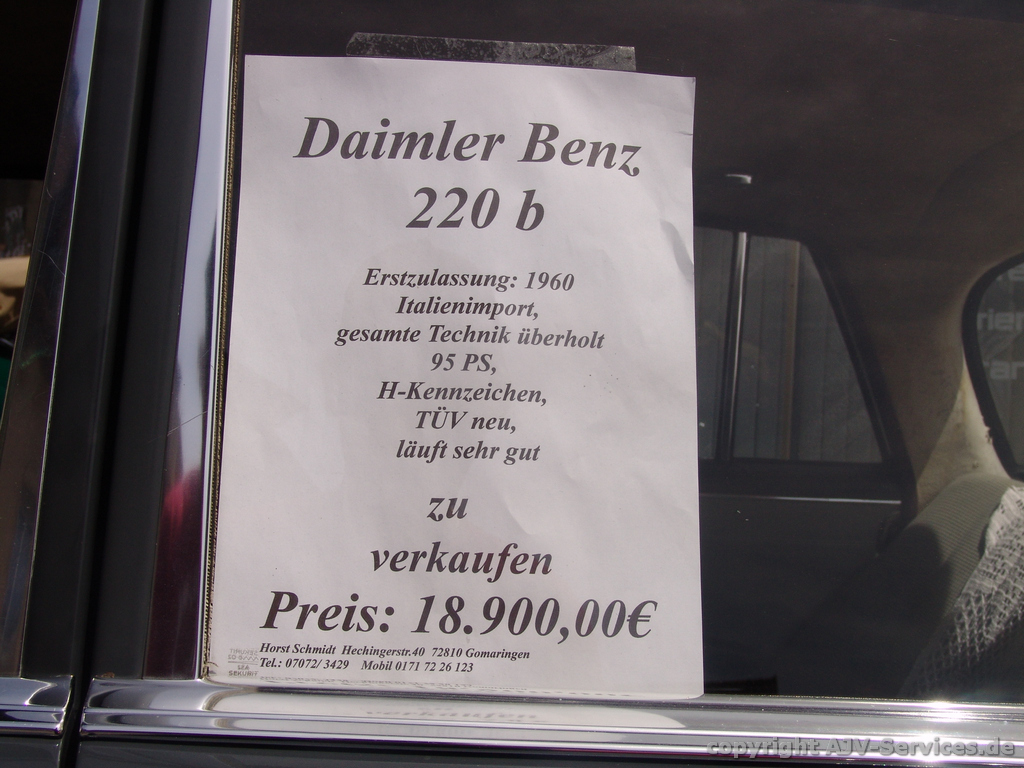 Daimler Benz
220 b
Erstzulassung: 1960
Italienimport,
gesamte Technik überholt
95 PS,
H-Kennzeichen,
TÜV neu,
läuft sehr gut
zu
verkaufen
Preis: 18.900,00€
Horst Schmidt Hechingerstr.40 72810 Gomaringen
Tel.: 07072/ 3429 Mobil 0171 72 26 123
SEKURIT
copyright AJV-Services.de